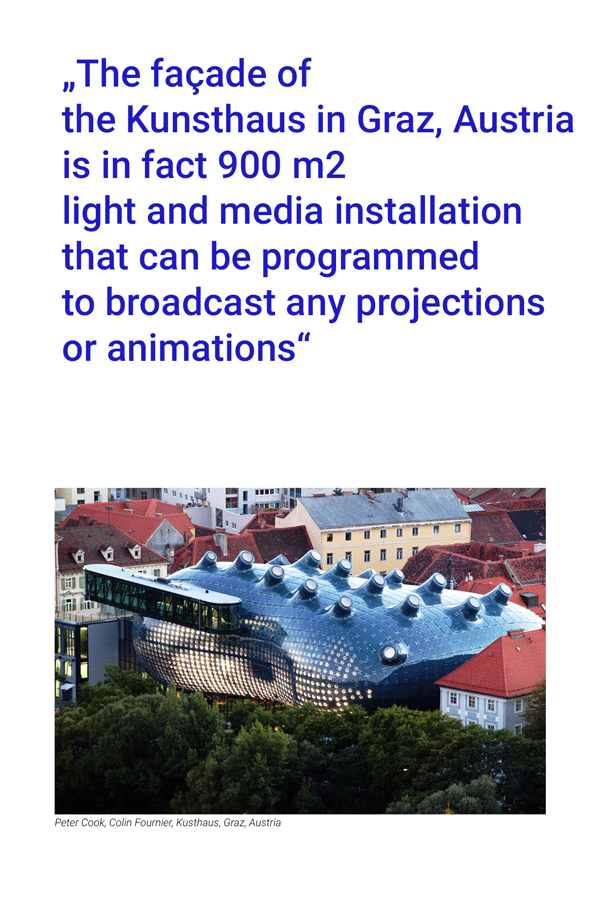 „The façade of
the Kunsthaus in Graz, Austria
is in fact 900 m2
light and media installation
that can be programmed
to broadcast any projections
or animations“
Peter Cook, Colin Fournier, Kusthaus, Graz, Austria